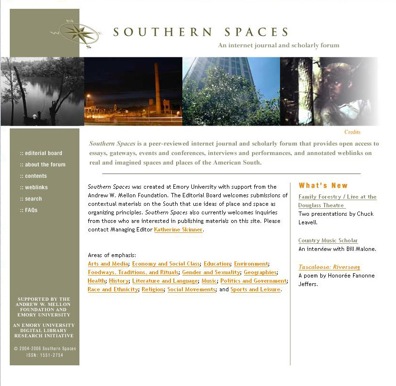 SOUTHERN SPACES
An internet journal and scholarly forum
Credits
Southern Spaces is a peer-reviewed internet journal and scholarly forum that provides open access to
essays, gateways, events and conferences, interviews and performances, and annotated weblinks on
real and imagined spaces and places of the American South.
:: editorial board
:: about the forum
:: contents
:: weblinks
:: search
:: FAQs
Southern Spaces was created at Emory University with support from the
Andrew W. Mellon Foundation. The Editorial Board welcomes submissions of
contextual materials on the South that use ideas of place and space as
organizing principles. Southern Spaces also currently welcomes inquiries
from those who are interested in publishing materials on this site. Please
contact Managing Editor Katherine Skinner.
Areas of emphasis:
Arts and Media; Economy and Social Class; Education; Environment;
Foodways, Traditions, and Rituals; Gender and Sexuality; Geographies;
Health; History; Literature and Language; Music; Politics and Government;
Race and Ethnicity; Religion; Social Movements; and Sports and Leisure.
What's New
Family Forestry / Live at the
Douglass Theatre
Two presentations by Chuck
Leavell.
Country Music Scholar
An interview with Bill Malone.
Tuscaloosa: Riversong
A poem by Honorée Fanonne
Jeffers.
SUPPORTED BY THE
ANDREW W. MELLON
FOUNDATION AND
EMORY UNIVERSITY
AN EMORY UNIVERSITY
DIGITAL LIBRARY
RESEARCH INITIATIVE
© 2004-2006 Southern Spaces
ISSN: 1551-2754